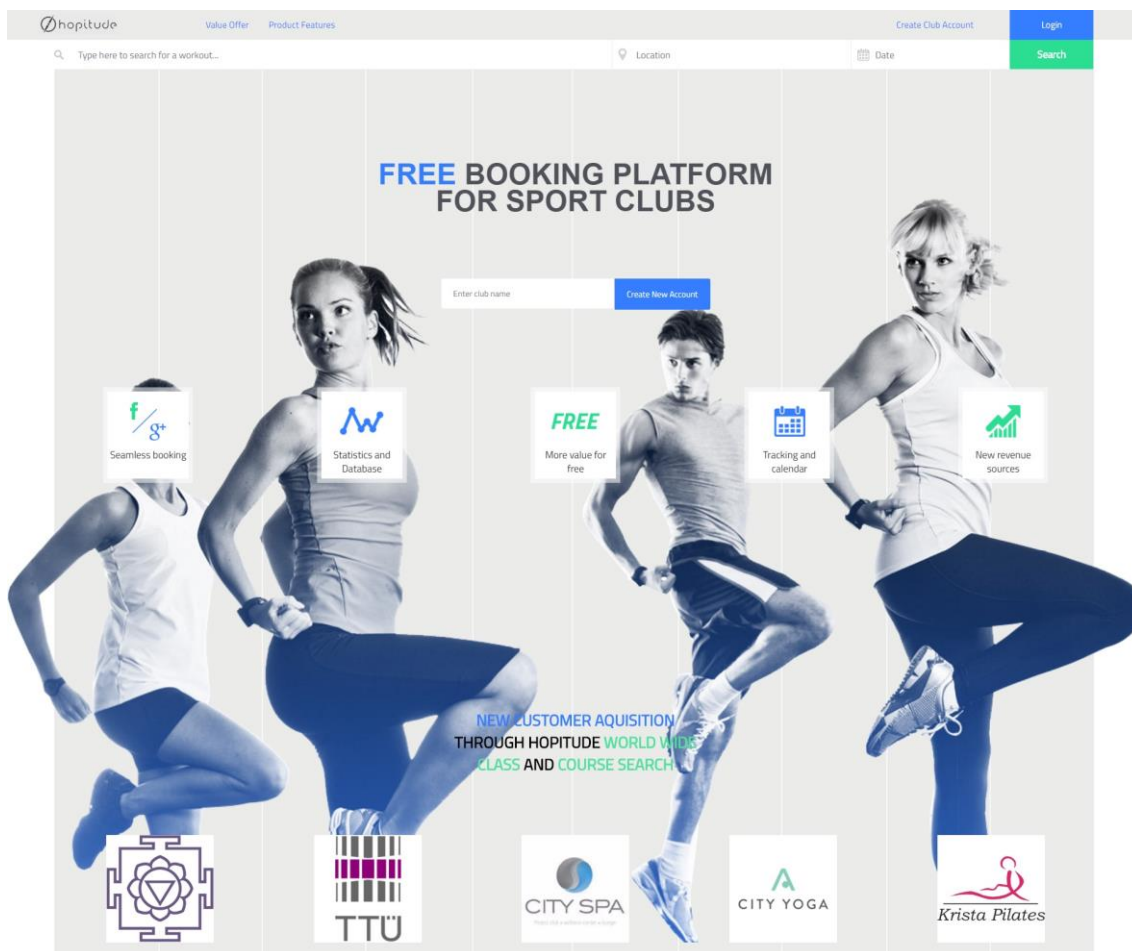 hopitude
Value Offer
Product Features
Create Club Account
Login
Type here to search for a workout...
Location
Date
Search
FREE BOOKING PLATFORM
FOR SPORT CLUBS
Enter club name
Create New Account
f/g+
Seamless booking
Statistics and
Database
FREE
More value for
free
Tracking and
calendar
New revenue
sources
NEW CUSTOMER AQUISITION
THROUGH HOPITUDE WORLD WIDE
CLASS AND COURSE SEARCH
TTÜ
CITY SPA
CITY YOGA
Krista Pilates